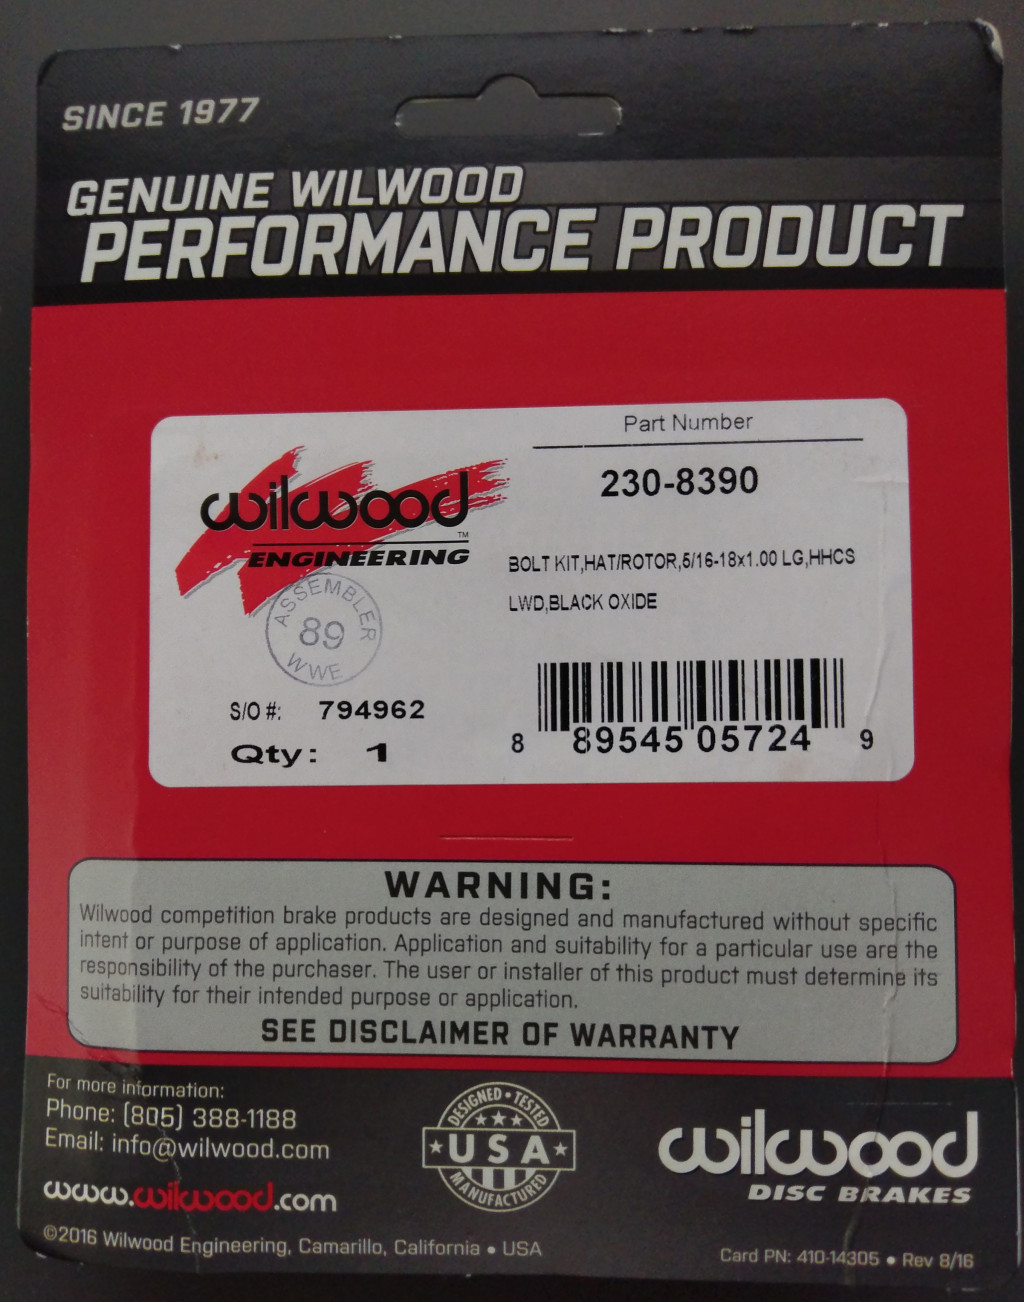 SINCE 1977
GENUINE WILWOOD
PERFORMANCE PRODUCT
Part Number
230-8390
wilwood
TM
ENGINEERING
BOLT KIT,HAT/ROTOR,5/16-18x1.00 LG,HHCS
LWD,BLACK OXIDE
ASSEMBLER
89
WWE
S/O #: 794962
Qty: 1
8 89545 05724 9
WARNING:
Wilwood competition brake products are designed and manufactured without specific
intent or purpose of application. Application and suitability for a particular use are the
responsibility of the purchaser. The user or installer of this product must determine its
suitability for their intended purpose or application.
SEE DISCLAIMER OF WARRANTY
For more information:
Phone: (805) 388-1188
Email: info@wilwood.com
www.wilwood.com
©2016 Wilwood Engineering, Camarillo, California • USA
DESIGNED • TESTED
USA
MANUFACTURED
wilwood
DISC BRAKES
Card PN: 410-14305 • Rev 8/16